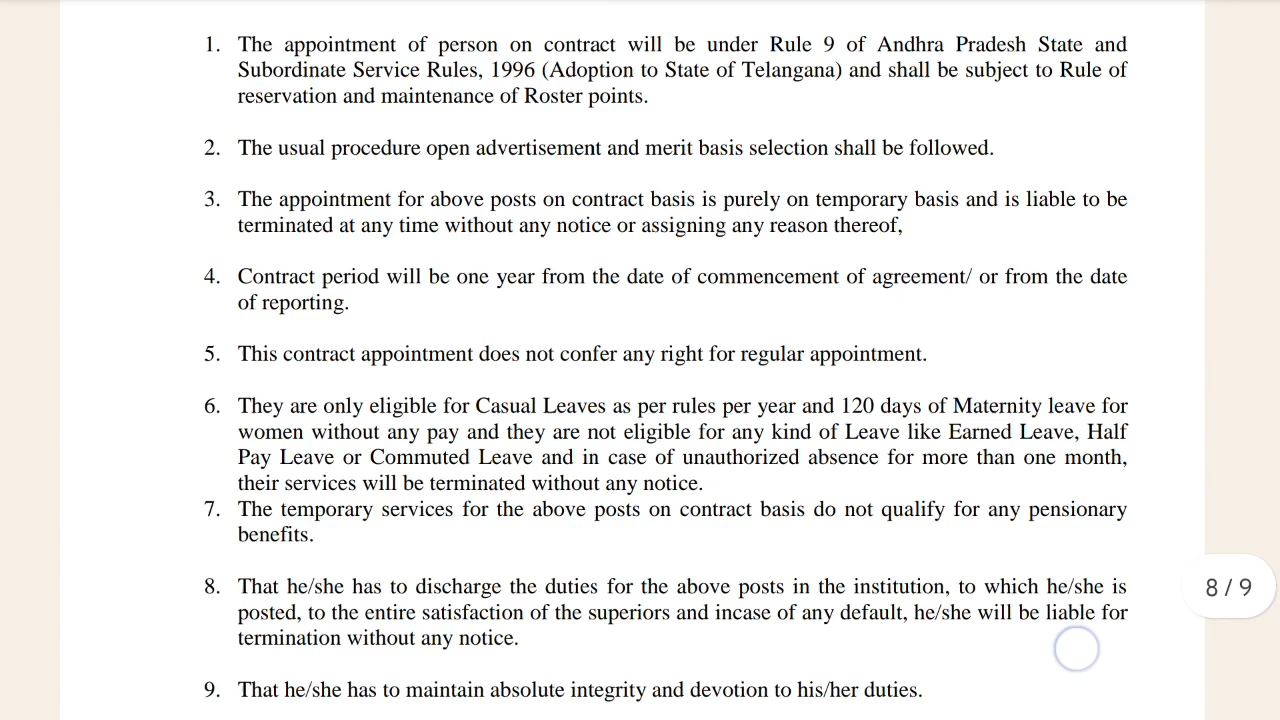 1. The appointment of person on contract will be under Rule 9 of Andhra Pradesh State and
Subordinate Service Rules, 1996 (Adoption to State of Telangana) and shall be subject to Rule of
reservation and maintenance of Roster points.
2. The usual procedure open advertisement and merit basis selection shall be followed.
3. The appointment for above posts on contract basis is purely on temporary basis and is liable to be
terminated at any time without any notice or assigning any reason thereof,
4. Contract period will be one year from the date of commencement of agreement/ or from the date
of reporting.
5. This contract appointment does not confer any right for regular appointment.
6. They are only eligible for Casual Leaves as per rules per year and 120 days of Maternity leave for
women without any pay and they are not eligible for any kind of Leave like Earned Leave, Half
Pay Leave or Commuted Leave and in case of unauthorized absence for more than one month,
their services will be terminated without any notice.
7. The temporary services for the above posts on contract basis do not qualify for any pensionary
benefits.
8. That he/she has to discharge the duties for the above posts in the institution, to which he/she is
posted, to the entire satisfaction of the superiors and incase of any default, he/she will be liable for
termination without any notice.
9. That he/she has to maintain absolute integrity and devotion to his/her duties.
8 / 9